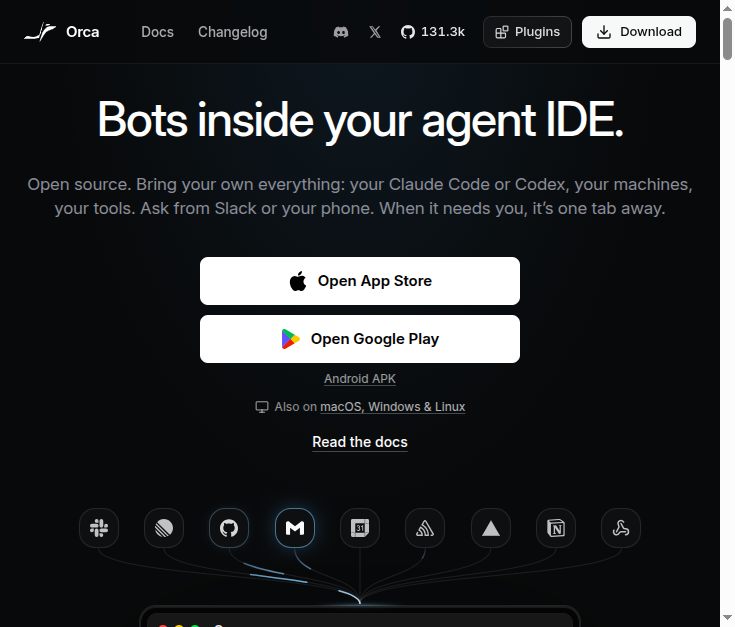 Orca
Docs
Changelog
131.3k
Plugins
Download
Bots inside your agent IDE.
Open source. Bring your own everything: your Claude Code or Codex, your machines,
your tools. Ask from Slack or your phone. When it needs you, it’s one tab away.
Open App Store
Open Google Play
Android APK
Also on macOS, Windows & Linux
Read the docs
31